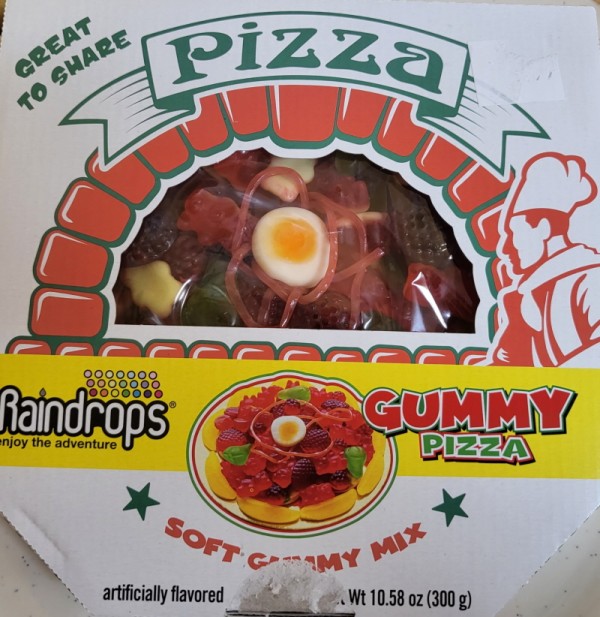 GREAT
TO SHARE
Pizza
Raindrops®
enjoy the adventure
GUMMY
PIZZA
SOFT GUMMY MIX
artificially flavored
Wt 10.58 oz (300 g)